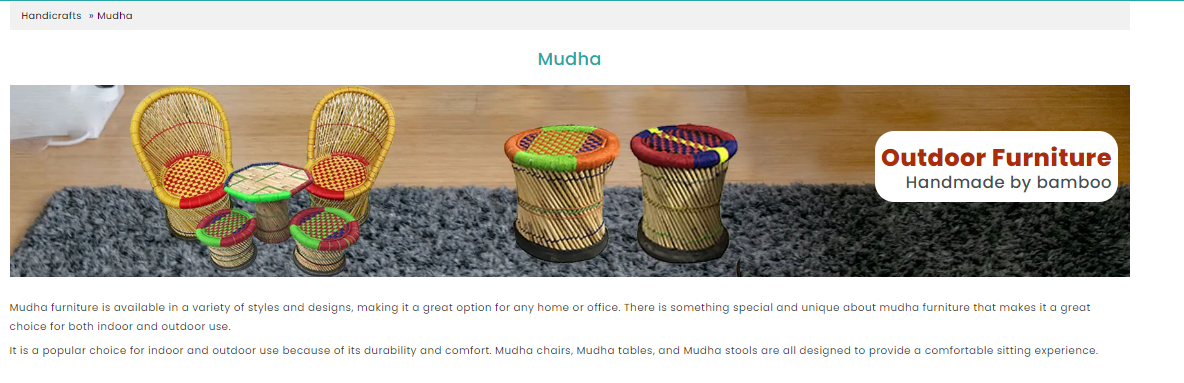 Handicrafts » Mudha
Mudha
Outdoor Furniture
Handmade by bamboo
Mudha furniture is available in a variety of styles and designs, making it a great option for any home or office. There is something special and unique about mudha furniture that makes it a great
choice for both indoor and outdoor use.
It is a popular choice for indoor and outdoor use because of its durability and comfort. Mudha chairs, Mudha tables, and Mudha stools are all designed to provide a comfortable sitting experience.